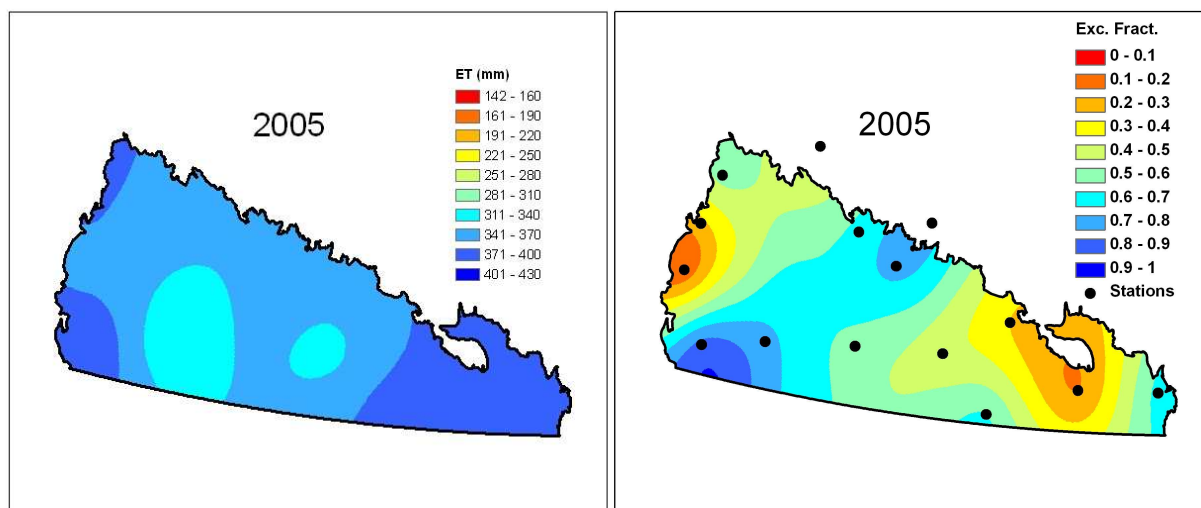 ET (mm)
142 - 160
161 - 190
191 - 220
221 - 250
251 - 280
281 - 310
311 - 340
341 - 370
371 - 400
401 - 430
2005
Exc. Fract.
0 - 0.1
0.1 - 0.2
0.2 - 0.3
0.3 - 0.4
0.4 - 0.5
0.5 - 0.6
0.6 - 0.7
0.7 - 0.8
0.8 - 0.9
0.9 - 1
Stations
2005